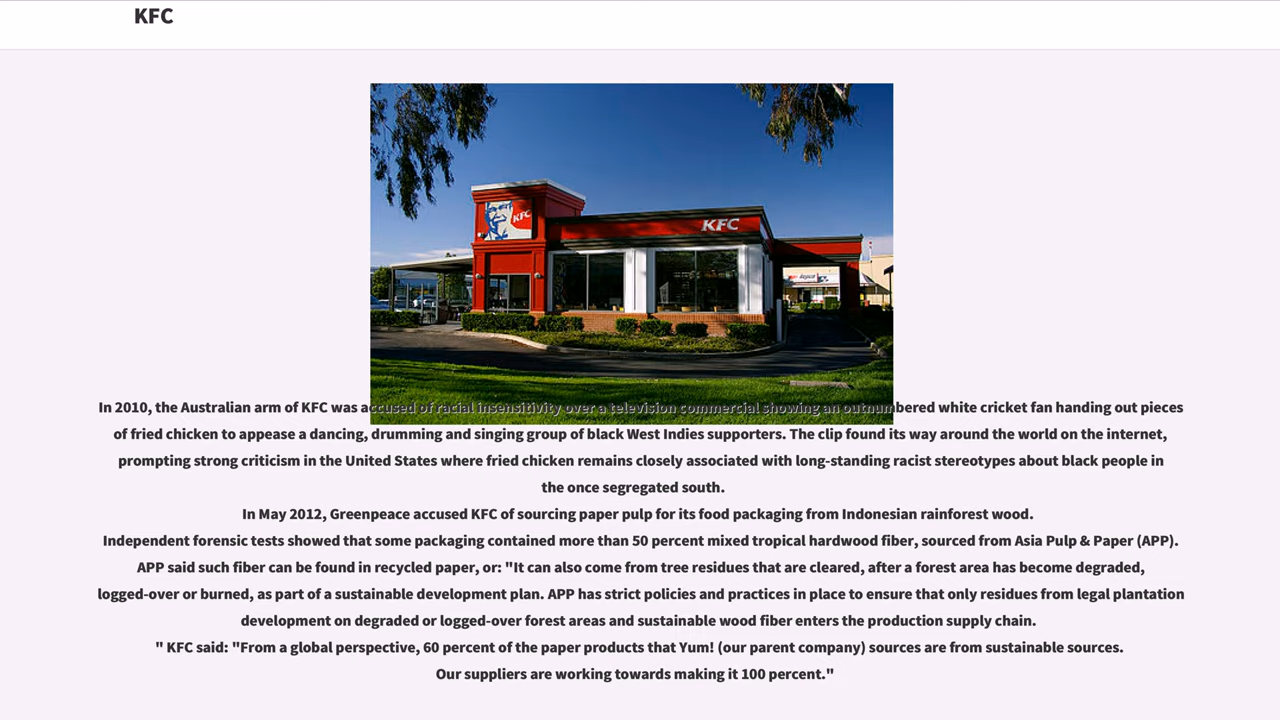 KFC
KFC
KFC
In 2010, the Australian arm of KFC was accused of racial insensitivity over a television commercial showing an outnumbered white cricket fan handing out pieces
of fried chicken to appease a dancing, drumming and singing group of black West Indies supporters. The clip found its way around the world on the internet,
prompting strong criticism in the United States where fried chicken remains closely associated with long-standing racist stereotypes about black people in
the once segregated south.
In May 2012, Greenpeace accused KFC of sourcing paper pulp for its food packaging from Indonesian rainforest wood.
Independent forensic tests showed that some packaging contained more than 50 percent mixed tropical hardwood fiber, sourced from Asia Pulp & Paper (APP).
APP said such fiber can be found in recycled paper, or: "It can also come from tree residues that are cleared, after a forest area has become degraded,
logged-over or burned, as part of a sustainable development plan. APP has strict policies and practices in place to ensure that only residues from legal plantation
development on degraded or logged-over forest areas and sustainable wood fiber enters the production supply chain.
" KFC said: "From a global perspective, 60 percent of the paper products that Yum! (our parent company) sources are from sustainable sources.
Our suppliers are working towards making it 100 percent."